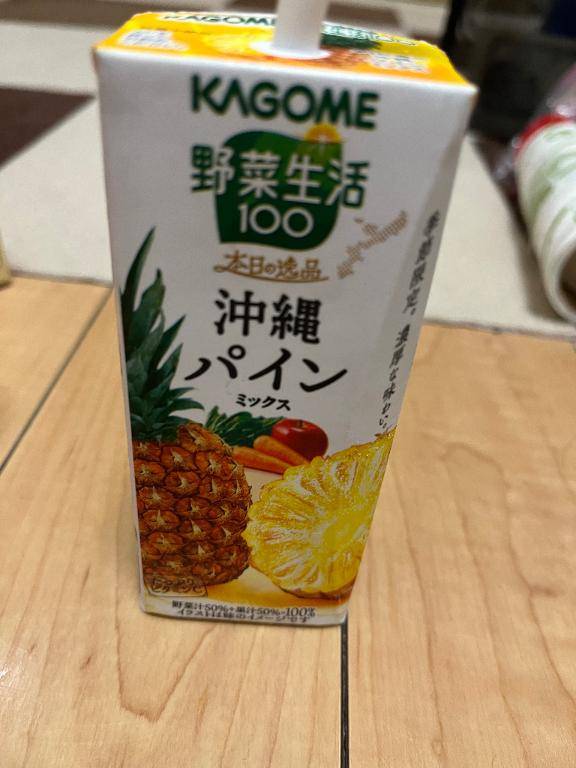 KAGOME
KAGOME
野菜生活
100
本日の逸品
沖縄
パイン
ミックス
季節限定。濃厚な味わい。
野菜汁50%+果汁50%=100%
イラストは味のイメージです